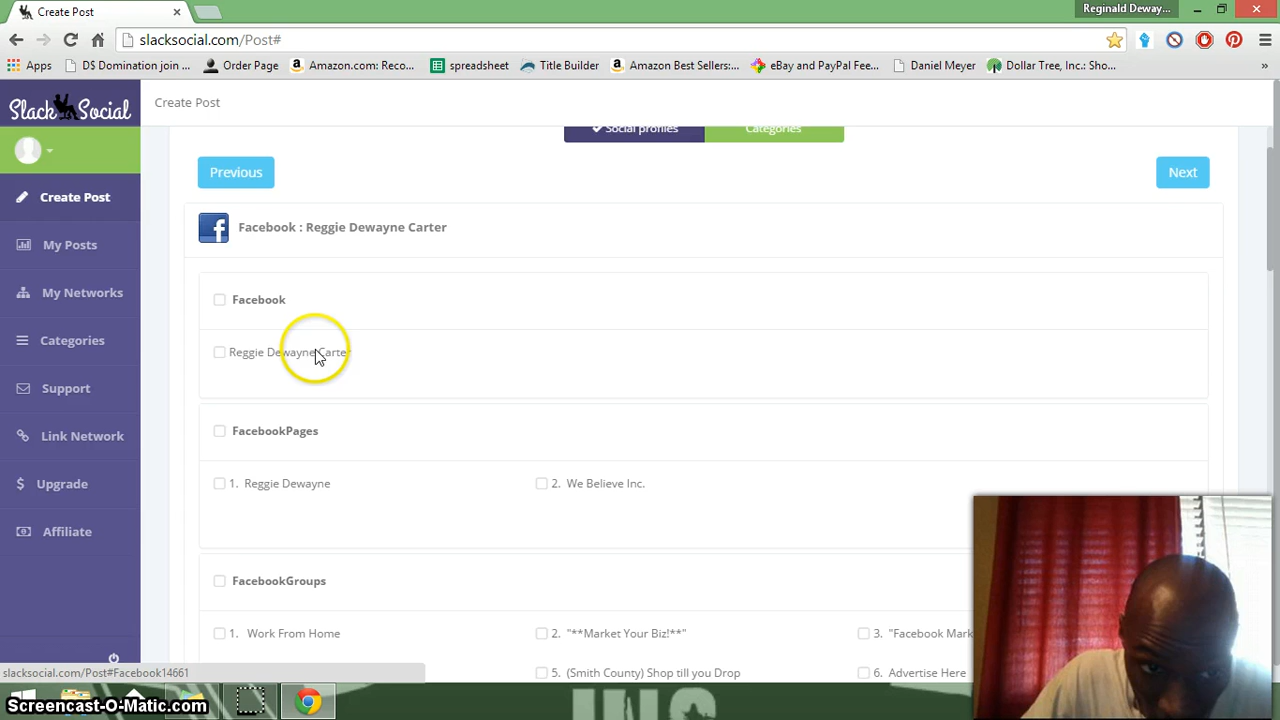 Create Post
Reginald Deway...
slacksocial.com/Post#
Apps
DS Domination join ...
Order Page
Amazon.com: Reco...
spreadsheet
Title Builder
Amazon Best Sellers:...
eBay and PayPal Fee...
Daniel Meyer
Dollar Tree, Inc.: Sho...
»
Slack Social
Create Post
Social profiles
Categories
Previous
Next
Create Post
My Posts
My Networks
Categories
Support
Link Network
Upgrade
Affiliate
Facebook : Reggie Dewayne Carter
Facebook
Reggie Dewayne Carter
FacebookPages
1. Reggie Dewayne
2. We Believe Inc.
FacebookGroups
1. Work From Home
2. "**Market Your Biz!**"
3. "Facebook Mark
5. (Smith County) Shop till you Drop
6. Advertise Here
slacksocial.com/Post#Facebook14661
Screencast-O-Matic.com